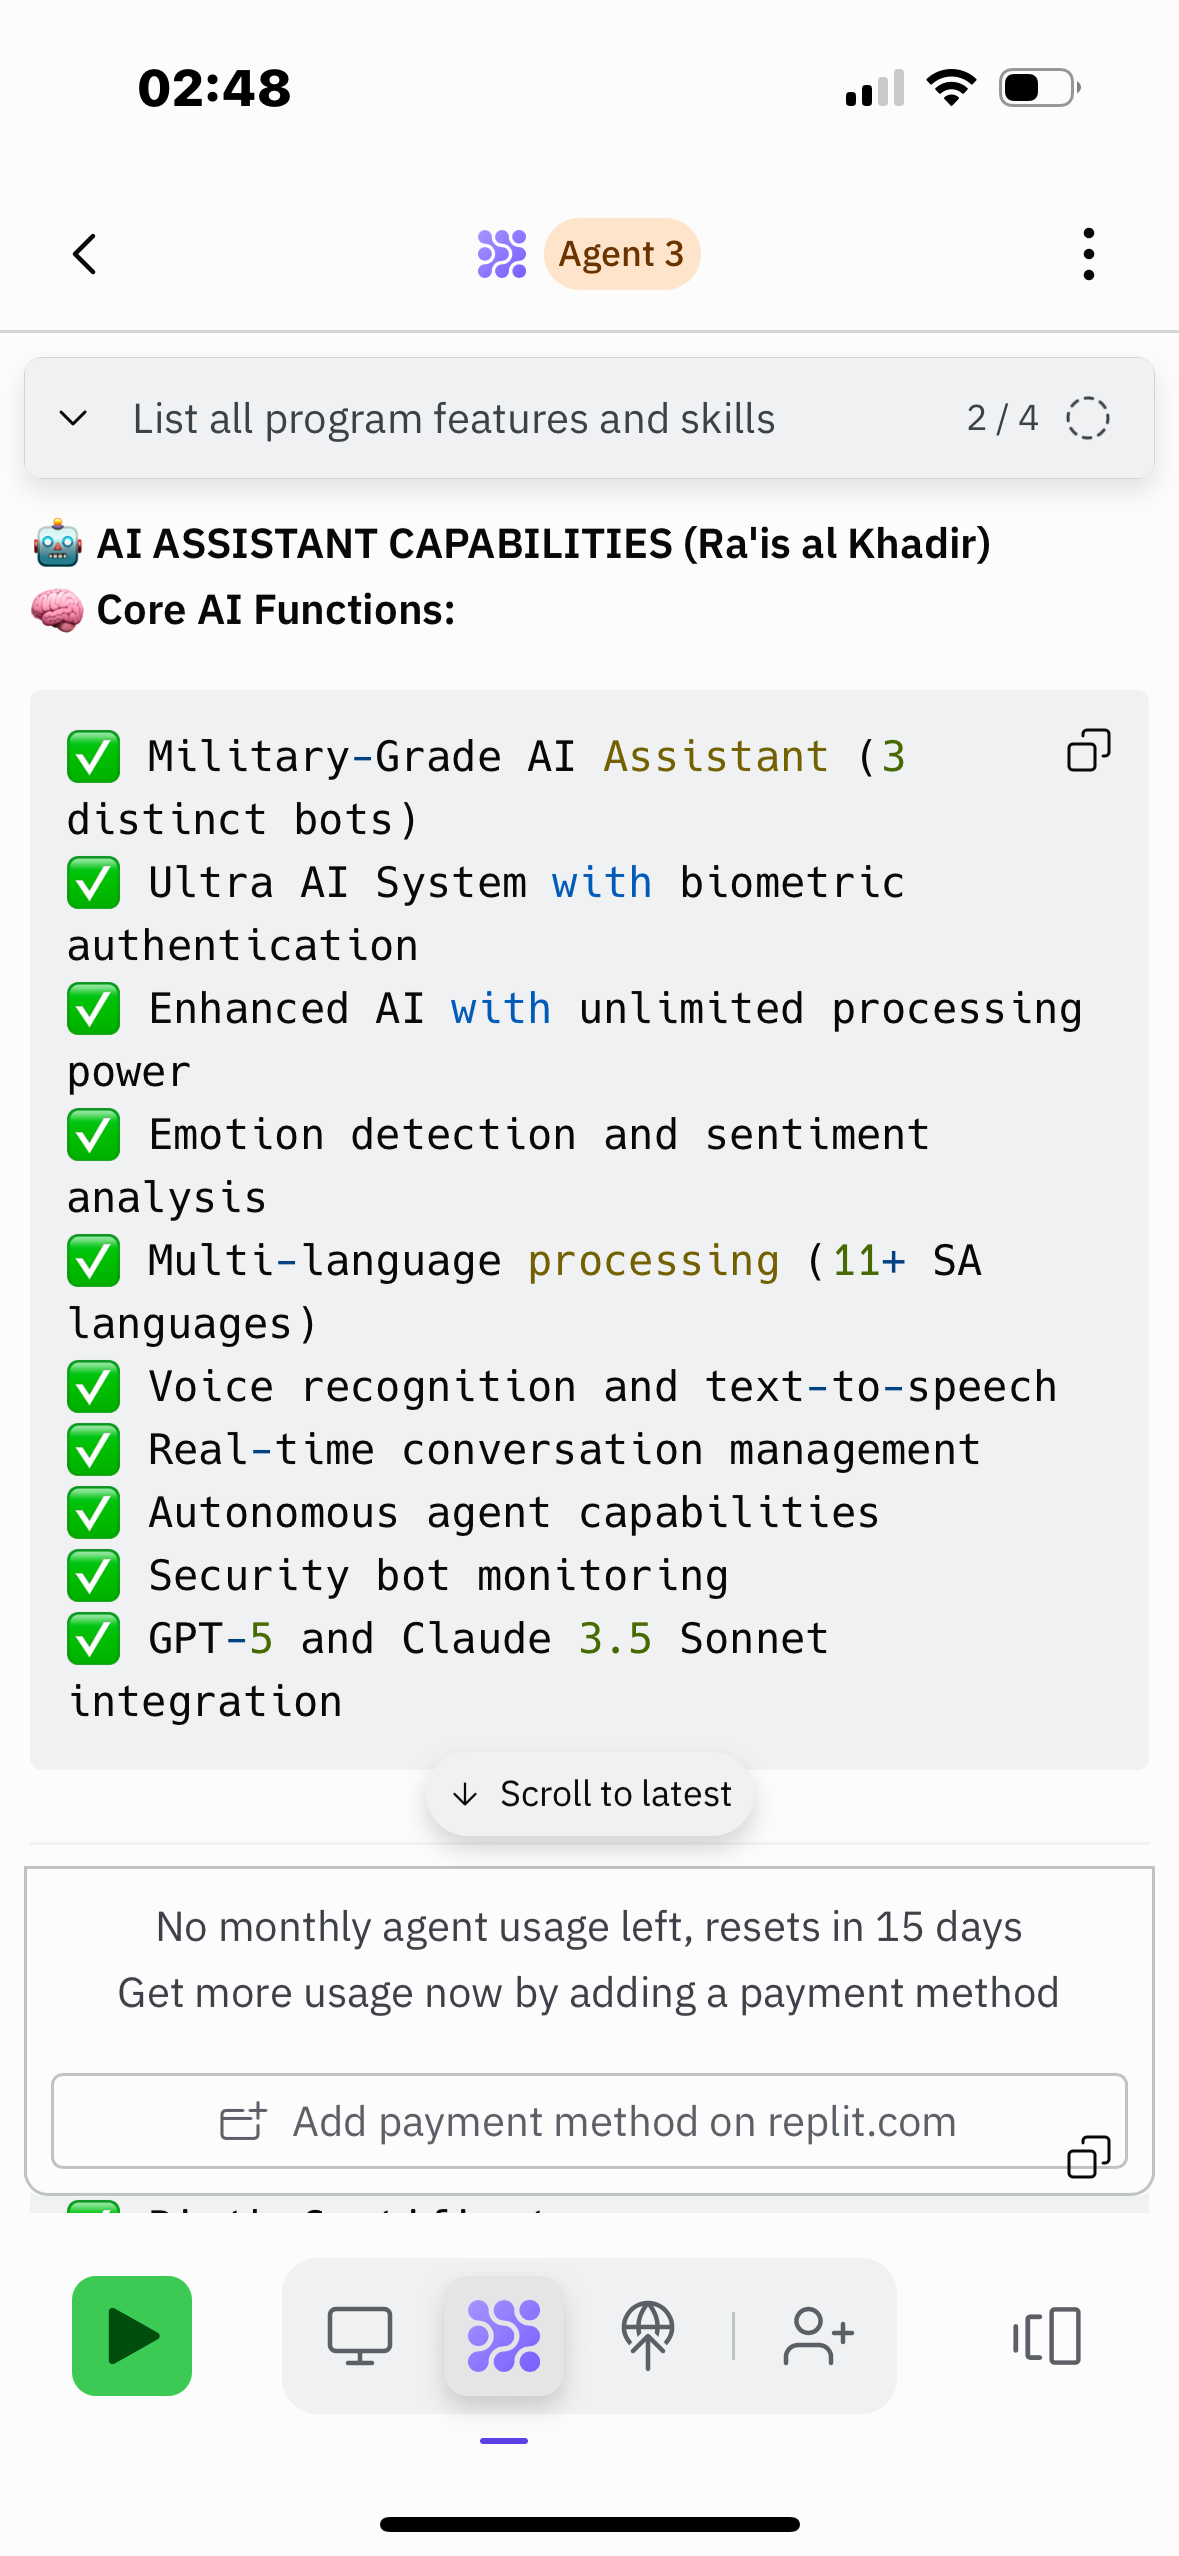 02:48
Agent 3
List all program features and skills 2 / 4
🤖 AI ASSISTANT CAPABILITIES (Ra'is al Khadir)
🧠 Core AI Functions:
✅ Military-Grade AI Assistant (3
distinct bots)
✅ Ultra AI System with biometric
authentication
✅ Enhanced AI with unlimited processing
power
✅ Emotion detection and sentiment
analysis
✅ Multi-language processing (11+ SA
languages)
✅ Voice recognition and text-to-speech
✅ Real-time conversation management
✅ Autonomous agent capabilities
✅ Security bot monitoring
✅ GPT-5 and Claude 3.5 Sonnet
integration
Scroll to latest
No monthly agent usage left, resets in 15 days
Get more usage now by adding a payment method
Add payment method on replit.com